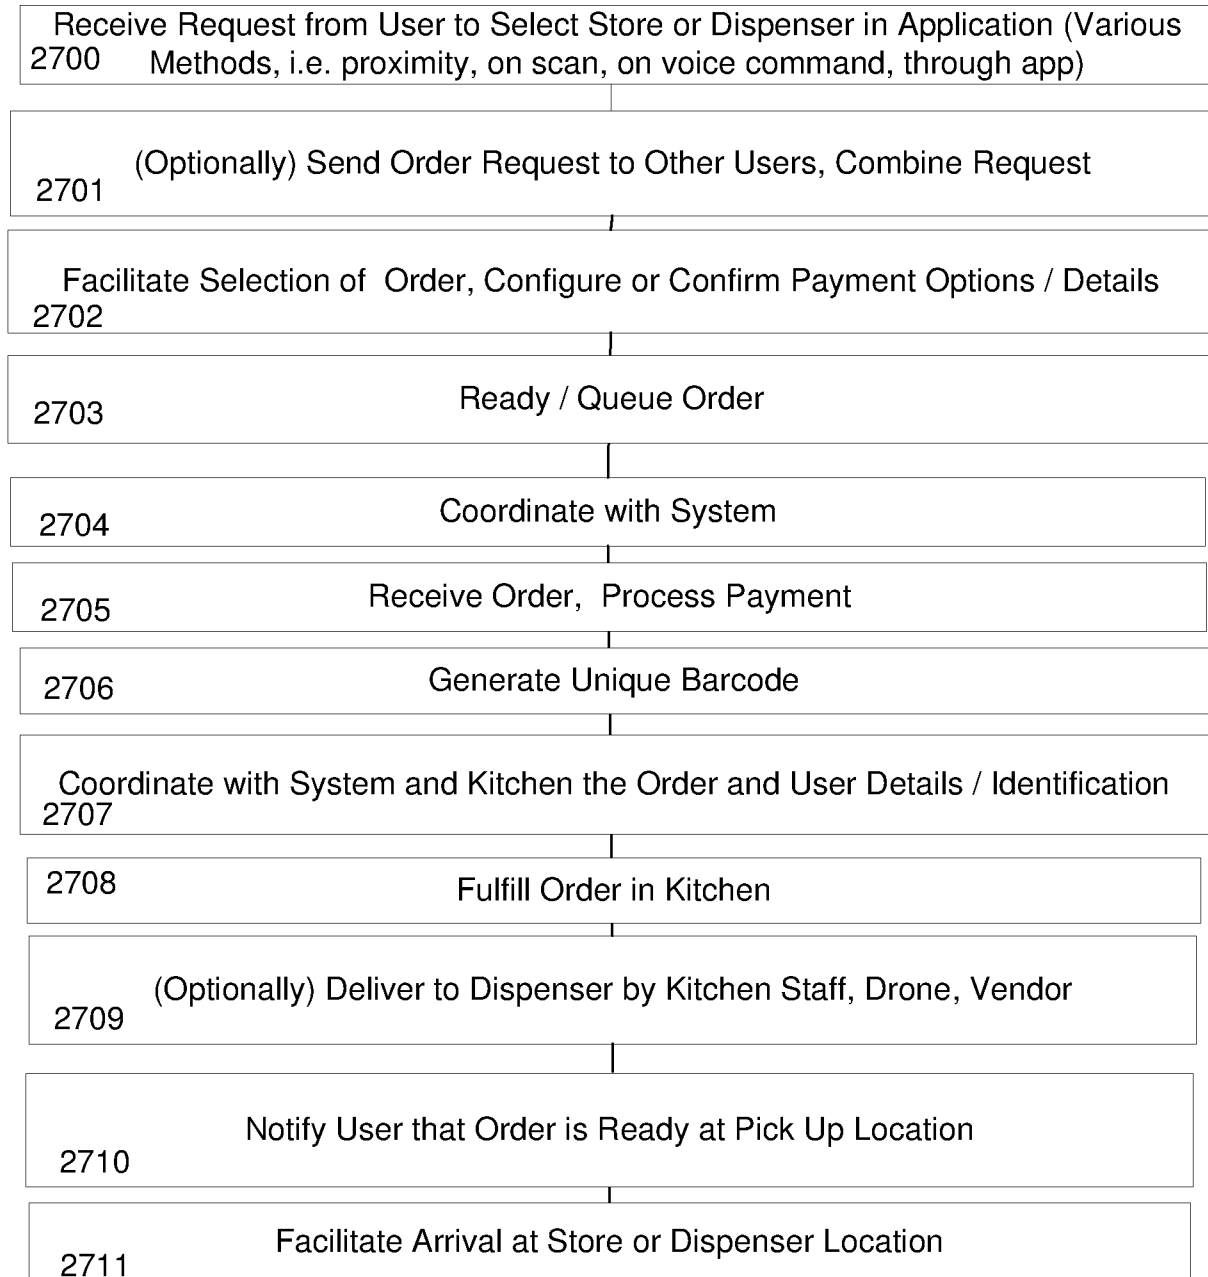 Receive Request from User to Select Store or Dispenser in Application (Various
2700 Methods, i.e. proximity, on scan, on voice command, through app)
(Optionally) Send Order Request to Other Users, Combine Request
2701
Facilitate Selection of Order, Configure or Confirm Payment Options / Details
2702
Ready / Queue Order
2703
Coordinate with System
2704
Receive Order, Process Payment
2705
Generate Unique Barcode
2706
Coordinate with System and Kitchen the Order and User Details / Identification
2707
2708
Fulfill Order in Kitchen
(Optionally) Deliver to Dispenser by Kitchen Staff, Drone, Vendor
2709
Notify User that Order is Ready at Pick Up Location
2710
Facilitate Arrival at Store or Dispenser Location
2711